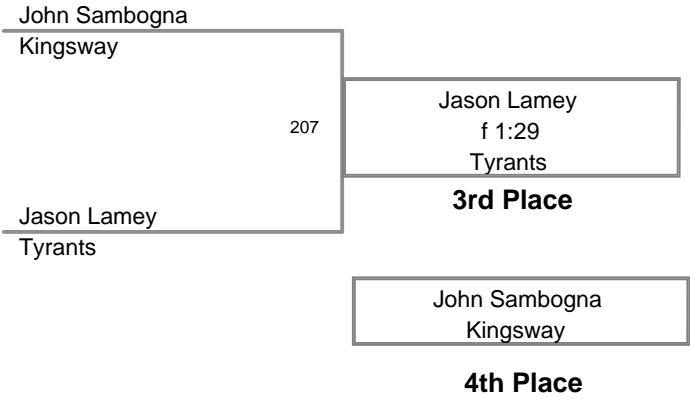 John Sambogna
Kingsway
207
Jason Lamey
f 1:29
Tyrants
3rd Place
Jason Lamey
Tyrants
John Sambogna
Kingsway
4th Place